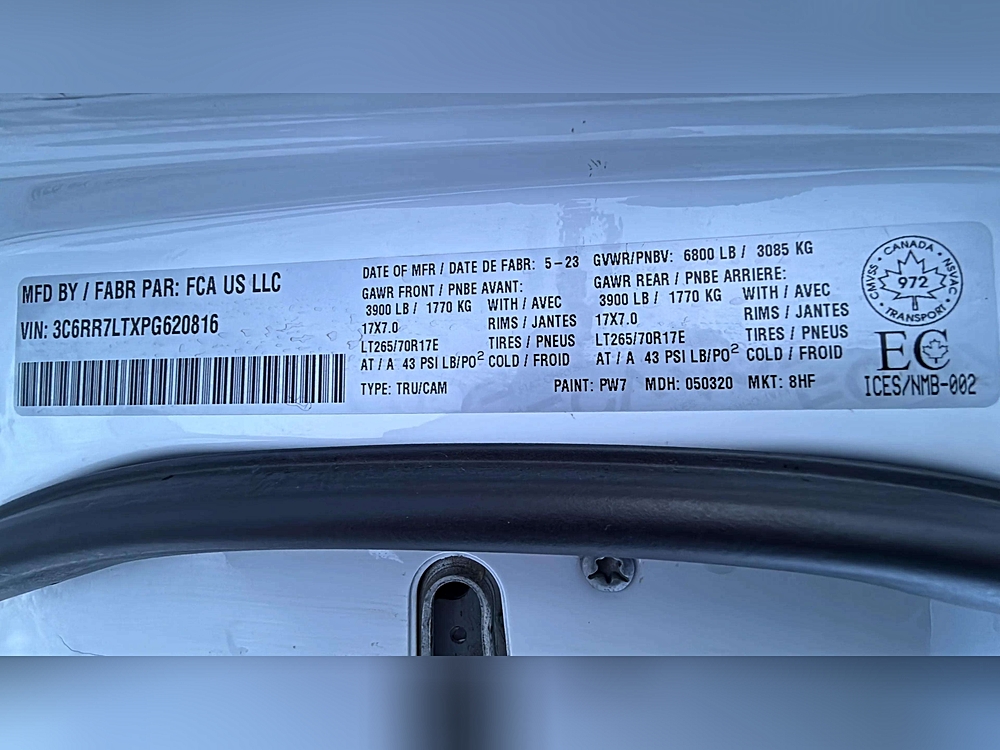 MFD BY / FABR PAR: FCA US LLC
VIN: 3C6RR7LTXPG620816
DATE OF MFR / DATE DE FABR: 5-23
GAWR FRONT / PNBE AVANT:
3900 LB / 1770 KG WITH / AVEC
17X7.0 RIMS / JANTES
LT265/70R17E TIRES / PNEUS
AT / A 43 PSI LB/PO² COLD / FROID
TYPE: TRU/CAM
GVWR/PNBV: 6800 LB / 3085 KG
GAWR REAR / PNBE ARRIERE:
3900 LB / 1770 KG WITH / AVEC
17X7.0 RIMS / JANTES
LT265/70R17E TIRES / PNEUS
AT / A 43 PSI LB/PO² COLD / FROID
PAINT: PW7 MDH: 050320 MKT: 8HF
CANADA
CMVSS · NSVAC
972
TRANSPORT
EC
ICES/NMB-002